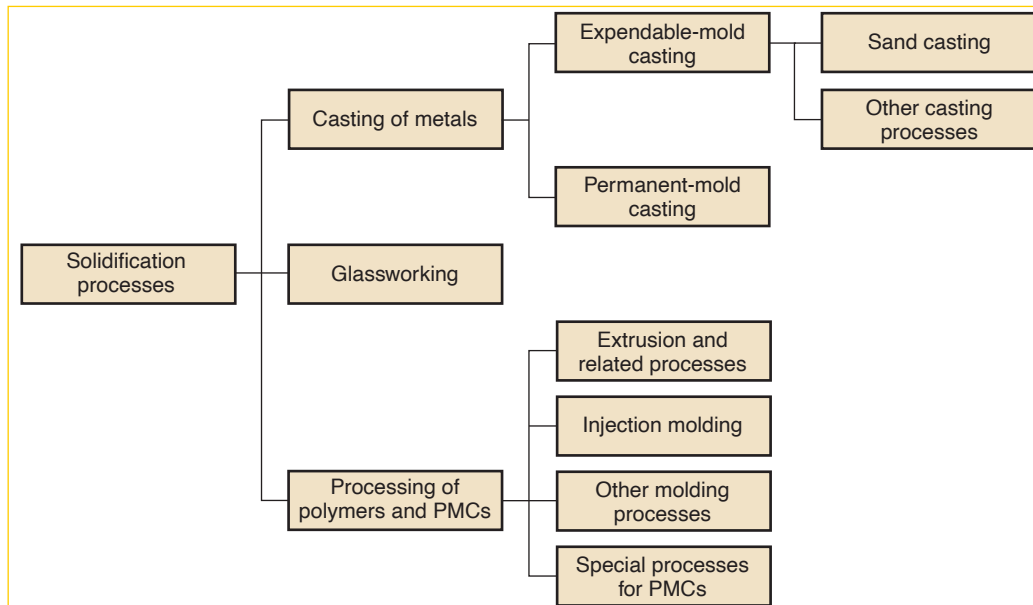 Expendable-mold
casting
Sand casting
Other casting
processes
Casting of metals
Permanent-mold
casting
Solidification
processes
Glassworking
Extrusion and
related processes
Injection molding
Processing of
polymers and PMCs
Other molding
processes
Special processes
for PMCs